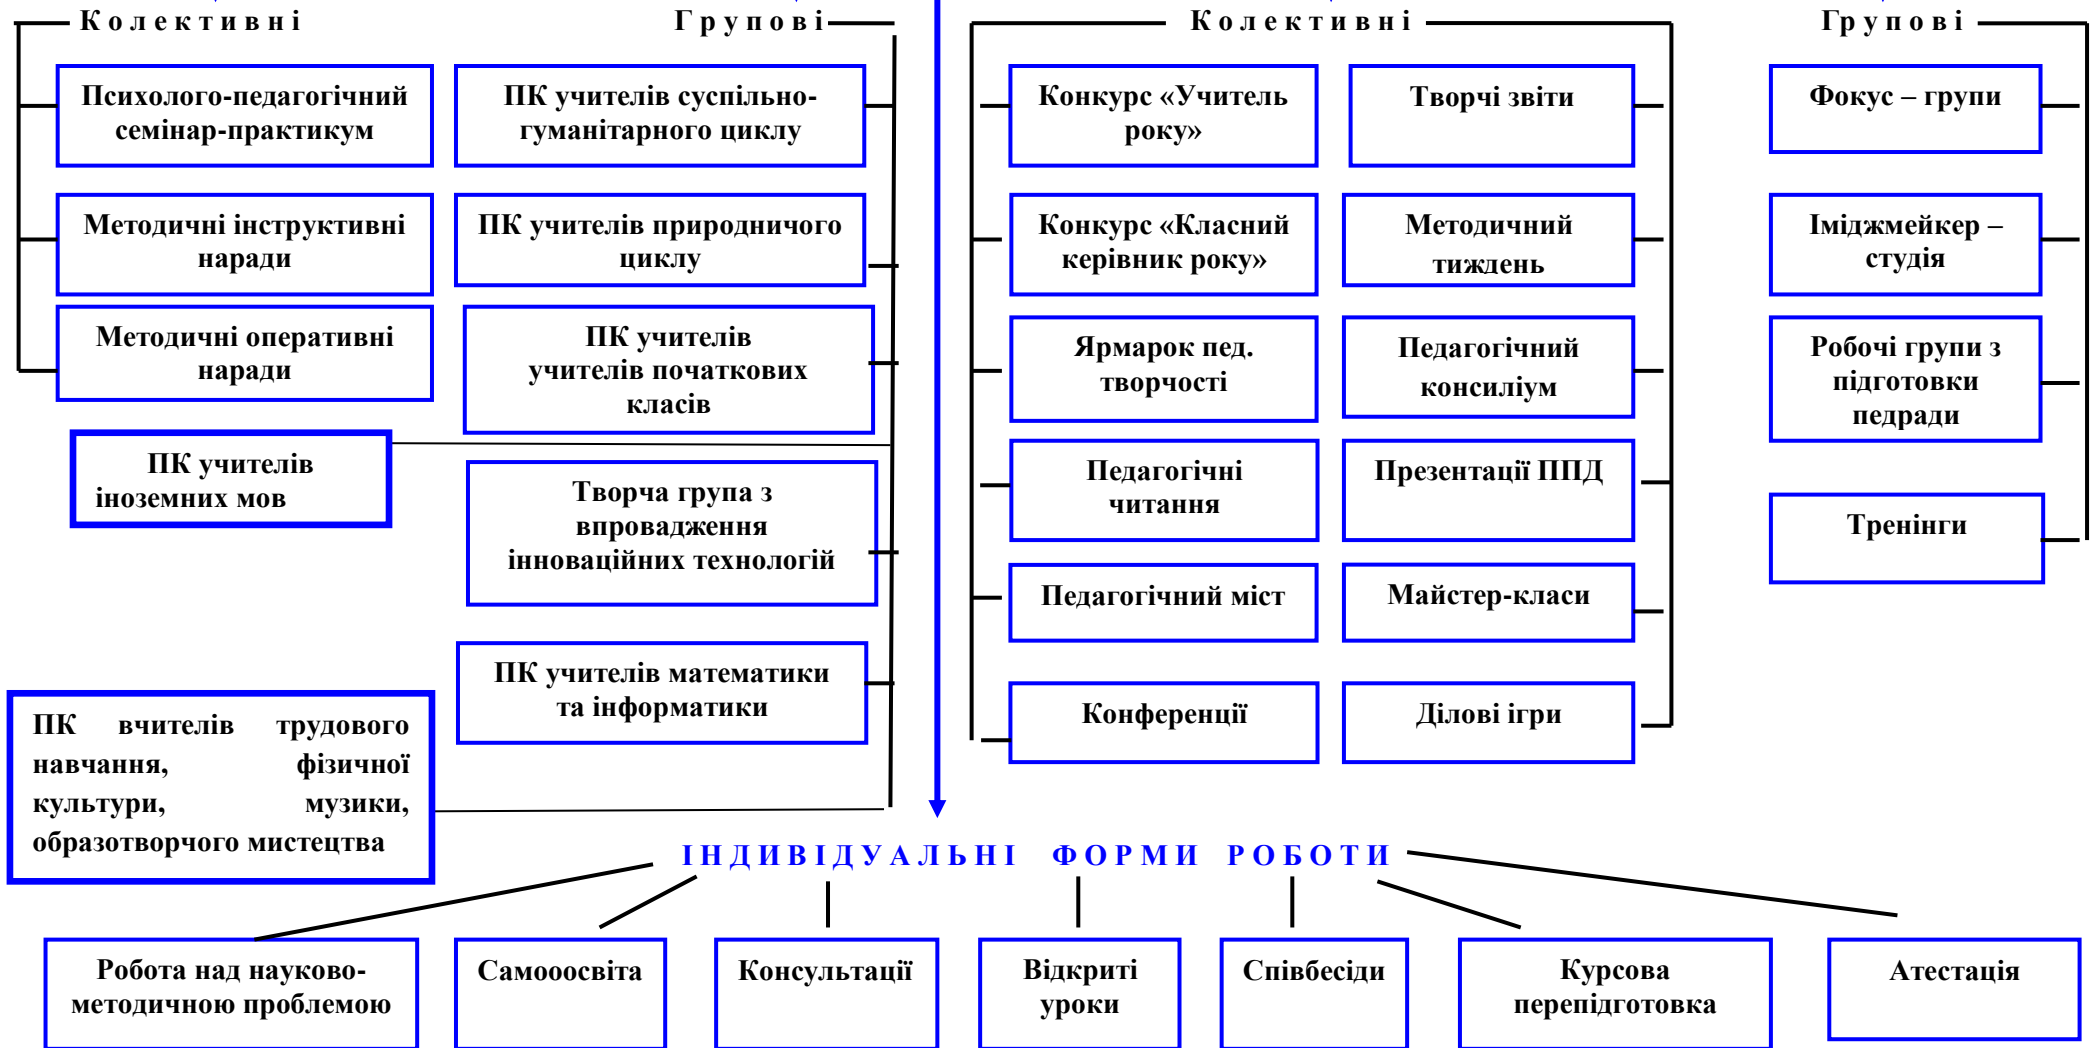 Колективні
Групові
Колективні
Групові
Психолого-педагогічний
семінар-практикум
ПК учителів суспільно-
гуманітарного циклу
Конкурс «Учитель
року»
Творчі звіти
Фокус – групи
Методичні інструктивні
наради
ПК учителів природничого
циклу
Конкурс «Класний
керівник року»
Методичний
тиждень
Іміджмейкер –
студія
Методичні оперативні
наради
ПК учителів
учителів початкових
класів
Ярмарок пед.
творчості
Педагогічний
консиліум
Робочі групи з
підготовки
педради
ПК учителів
іноземних мов
Творча група з
впровадження
інноваційних технологій
Педагогічні
читання
Презентації ППД
Тренінги
Педагогічний міст
Майстер-класи
ПК учителів математики
та інформатики
Конференції
Ділові ігри
ПК вчителів трудового
навчання, фізичної
культури, музики,
образотворчого мистецтва
ІНДИВІДУАЛЬНІ ФОРМИ РОБОТИ
Робота над науково-
методичною проблемою
Самооосвіта
Консультації
Відкриті
уроки
Співбесіди
Курсова
перепідготовка
Атестація